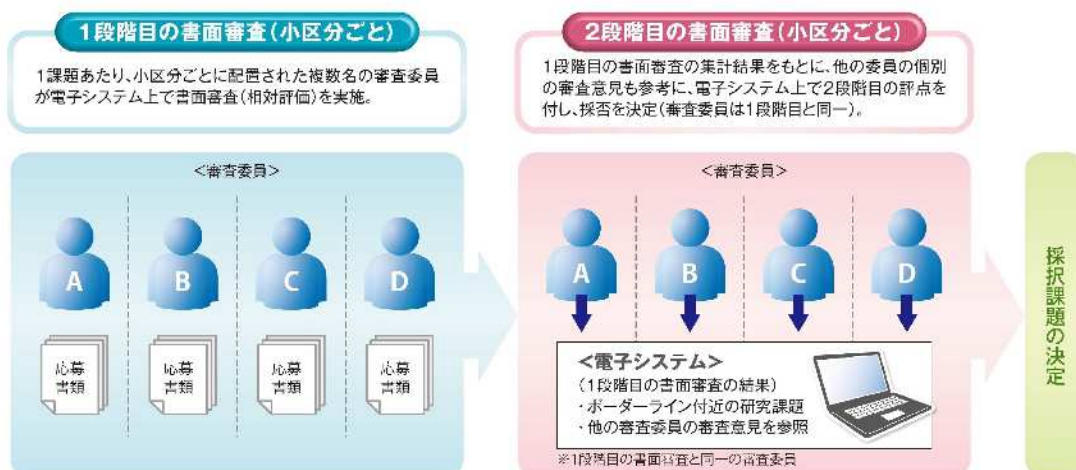 1段階目の書面審査(小区分ごと)
1課題あたり、小区分ごとに配置された複数名の審査委員
が電子システム上で書面審査(相対評価)を実施。
<審査委員>
A
B
C
D
応募
書類
応募
書類
応募
書類
応募
書類
2段階目の書面審査(小区分ごと)
1段階目の書面審査の集計結果をもとに、他の委員の個別
の審査意見も参考に、電子システム上で2段階目の評点を
付し、採否を決定(審査委員は1段階目と同一)。
<審査委員>
A
B
C
D
<電子システム>
(1段階目の書面審査の結果)
・ボーダーライン付近の研究課題
・他の審査委員の審査意見を参照
※1段階目の書面審査と同一の審査委員
採択課題の決定